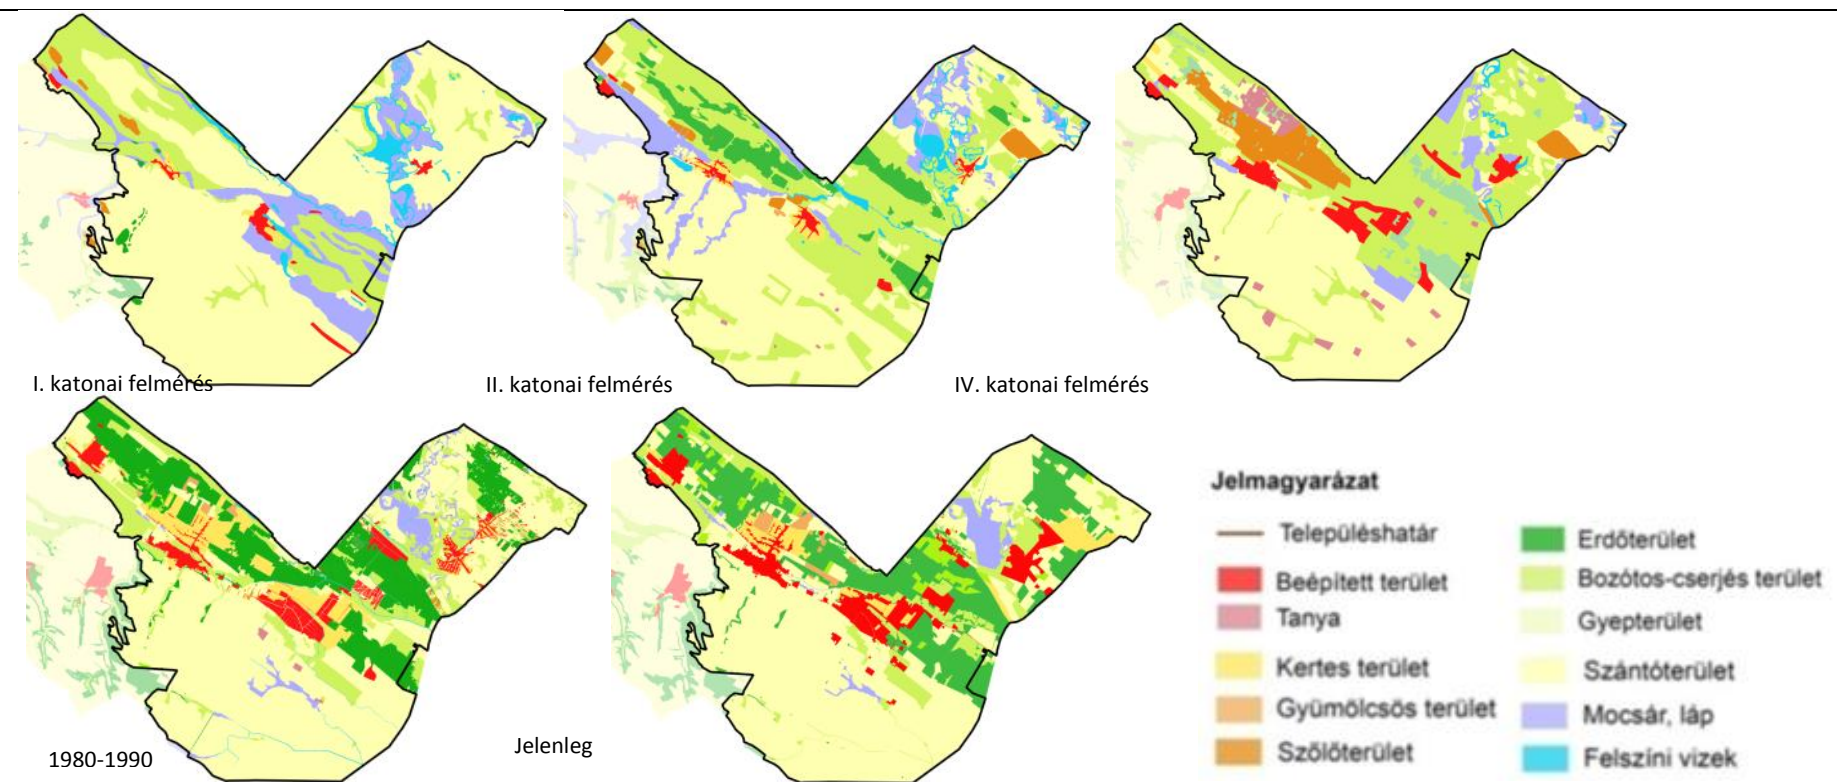 I. katonai felmérés
II. katonai felmérés
IV. katonai felmérés
1980-1990
Jelenleg
Jelmagyarázat
Településhatár
Beépített terület
Tanya
Kertes terület
Gyümölcsös terület
Szőlőterület
Erdőterület
Bozótos-cserjés terület
Gyepterület
Szántóterület
Mocsár, láp
Felszíni vizek